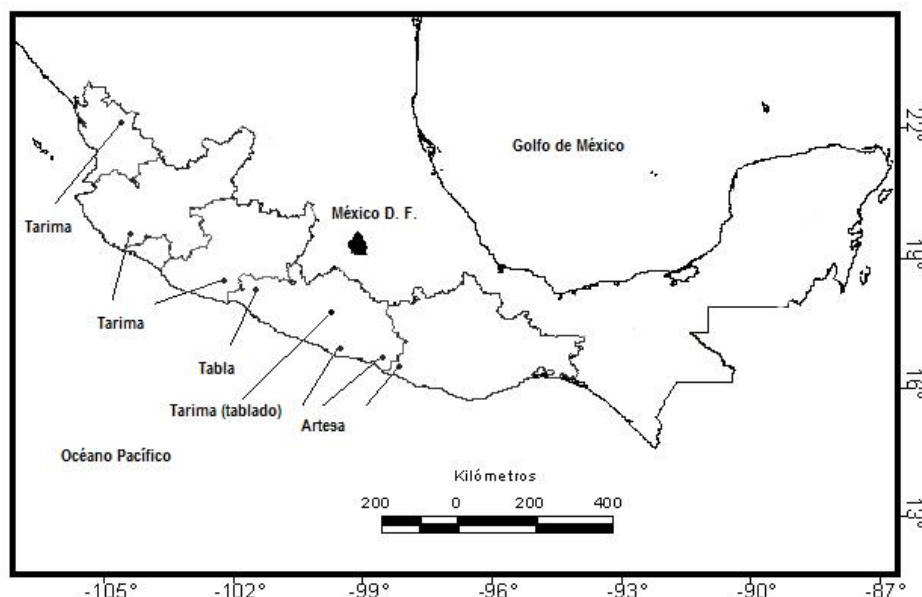 Golfo de México
México D. F.
Tarima
Tarima
Tabla
Tarima (tablado)
Artesa
Océano Pacífico
Kilómetros
200 0 200 400
22°
19°
16°
13°
-105° -102° -99° -96° -93° -90° -87°